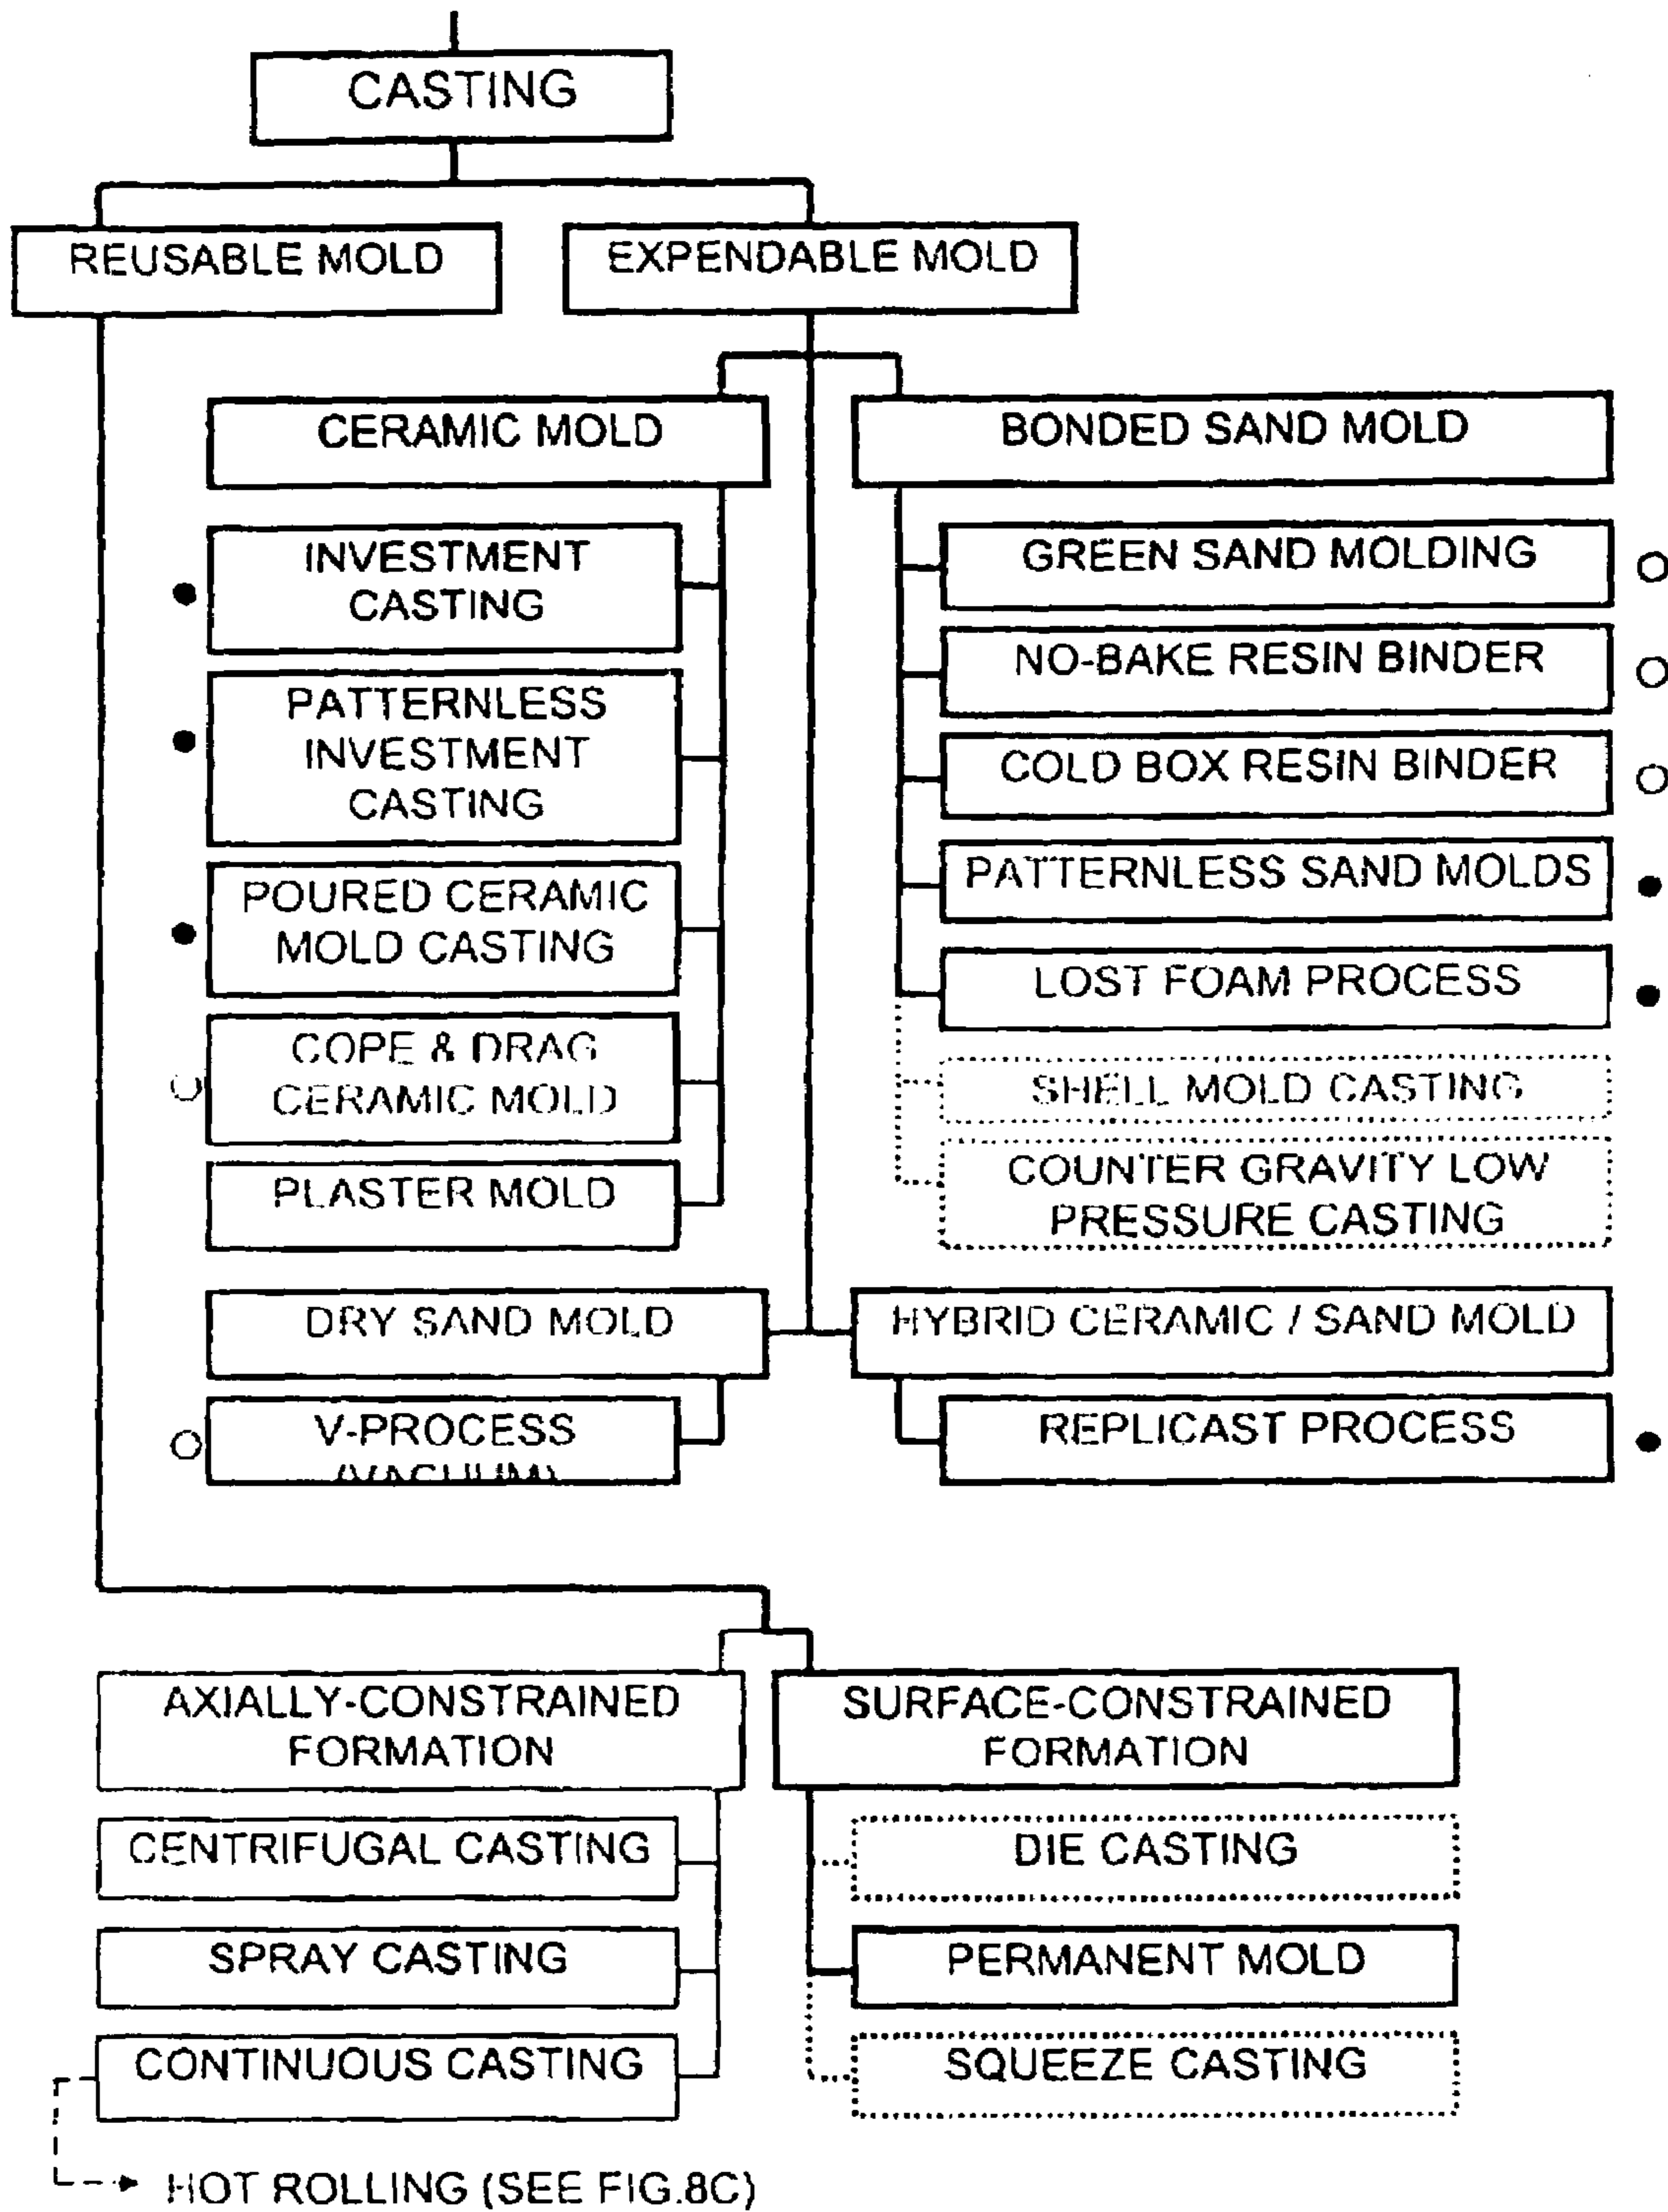 CASTING
REUSABLE MOLD
EXPENDABLE MOLD
CERAMIC MOLD
INVESTMENT
CASTING
PATTERNLESS
INVESTMENT
CASTING
POURED CERAMIC
MOLD CASTING
COPE & DRAG
CERAMIC MOLD
PLASTER MOLD
BONDED SAND MOLD
GREEN SAND MOLDING
NO-BAKE RESIN BINDER
COLD BOX RESIN BINDER
PATTERNLESS SAND MOLDS
LOST FOAM PROCESS
SHELL MOLD CASTING
COUNTER GRAVITY LOW
PRESSURE CASTING
DRY SAND MOLD
V-PROCESS
(VACUUM)
HYBRID CERAMIC / SAND MOLD
REPLICAST PROCESS
AXIALLY-CONSTRAINED
FORMATION
CENTRIFUGAL CASTING
SPRAY CASTING
CONTINUOUS CASTING
HOT ROLLING (SEE FIG.8C)
SURFACE-CONSTRAINED
FORMATION
DIE CASTING
PERMANENT MOLD
SQUEEZE CASTING